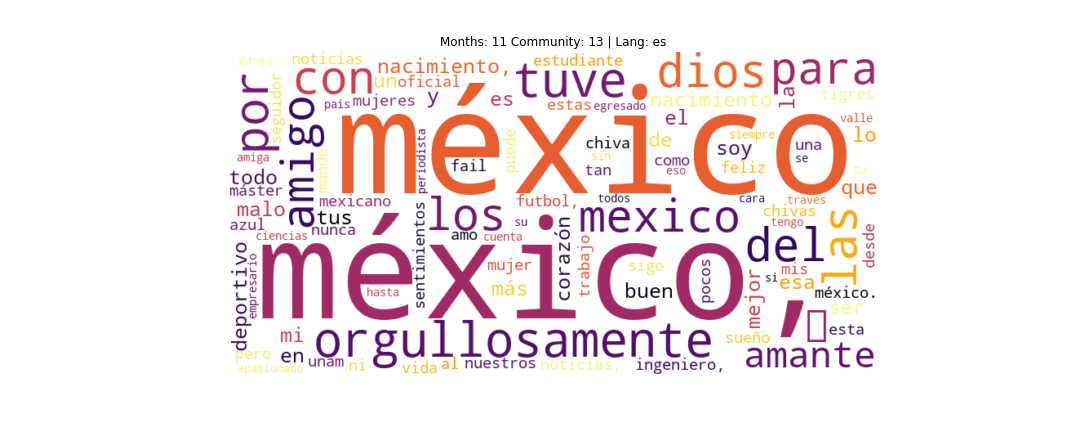 Months: 11 Community: 13 | Lang: es
eres noticias estudiante
nacimiento, dios para
con un oficial tuve
seguidor país mujeres y es estas egresado nacimiento la tigres
por amigo méxico
el valle
chiva de siempre soy una lo
amiga mundo periodista fail puede sin tan como eso feliz se tu
todo máster mexicano que
malo tus nunca los su futbol, todos cara través
azul amo mexico chivas tengo las desde
ciencias sentimientos cuenta corazón del
deportivo empresario méxico, mujer trabajo sigo mis
hasta más buen pocos mejor si esa méxico.
ser
mi orgullosamente sueño esta
pero en unam ni vida al nuestros noticias, ingeniero, amante
apasionado